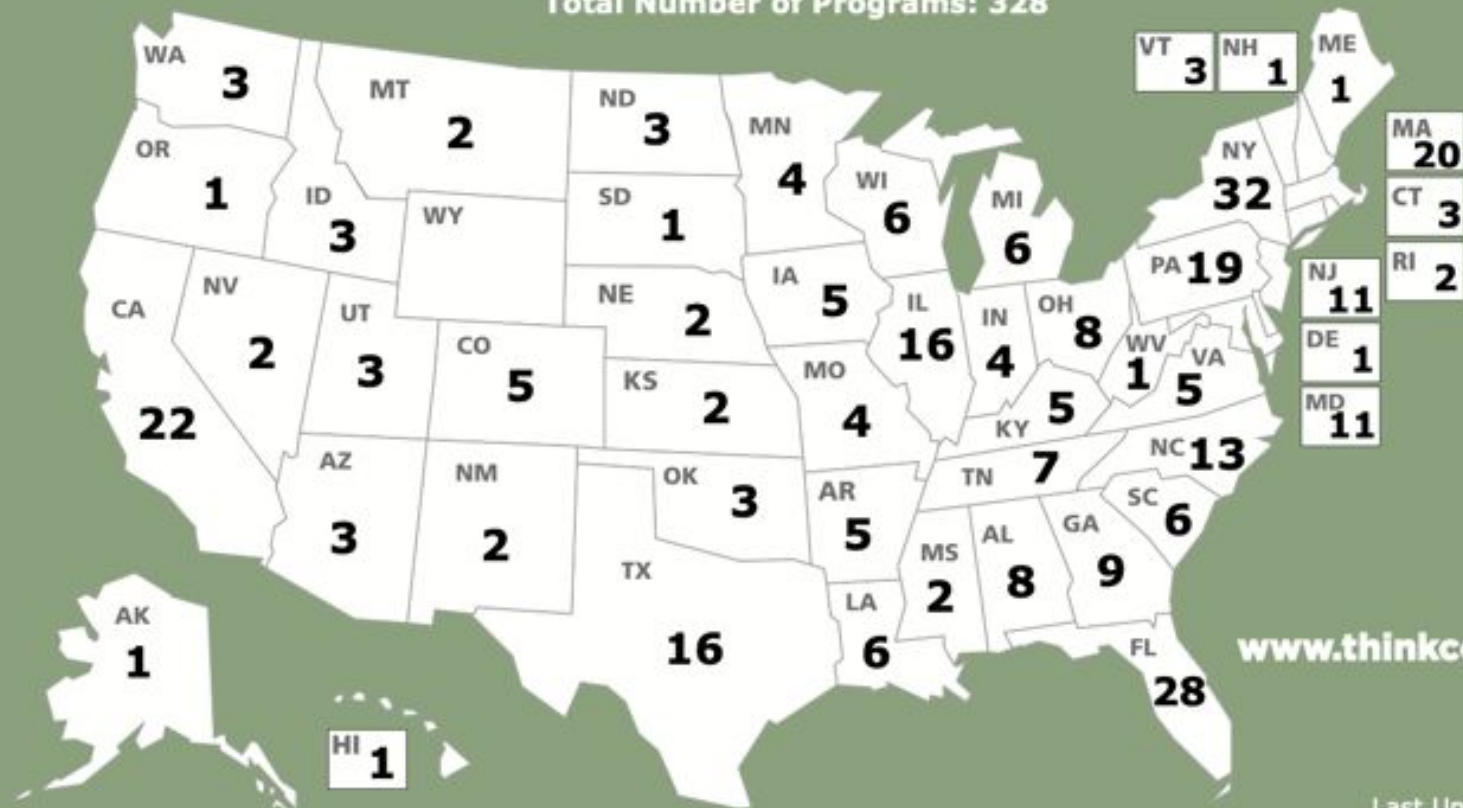 Total Number of Programs: 328
WA 3
MT 2
ND 3
MN 4
VT 3
NH 1
ME 1
OR 1
ID 3
WY
SD 1
WI 6
MI 6
NY 32
MA 20
CT 3
RI 2
CA 22
NV 2
UT 3
CO 5
NE 2
IA 5
IL 16
IN 4
OH 8
PA 19
NJ 11
DE 1
MD 11
KS 2
MO 4
KY 5
WV 1
VA 5
AZ 3
NM 2
OK 3
AR 5
TN 7
NC 13
SC 6
TX 16
LA 6
MS 2
AL 8
GA 9
FL 28
AK 1
HI 1
www.thinkc
Last